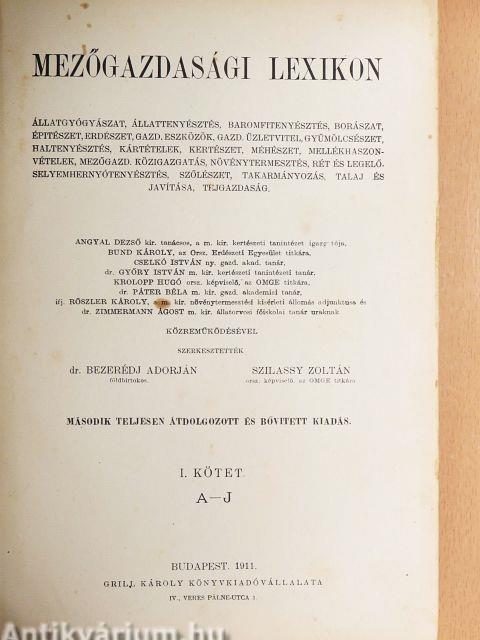 MEZŐGAZDASÁGI LEXIKON
ÁLLATGYÓGYÁSZAT, ÁLLATTENYÉSZTÉS, BAROMFITENYÉSZTÉS, BORÁSZAT,
ÉPITÉSZET, ERDÉSZET, GAZD. ESZKÖZÖK, GAZD. ÜZLETVITEL, GYÜMÖLCSÉSZET,
HALTENYÉSZTÉS, KÁRTÉTELEK, KERTÉSZET, MÉHÉSZET, MELLÉKHASZON-
VÉTELEK, MEZŐGAZD. KÖZIGAZGATÁS, NÖVÉNYTERMESZTÉS, RÉT ÉS LEGELŐ,
SELYEMHERNYÓTENYÉSZTÉS, SZŐLÉSZET, TAKARMÁNYOZÁS, TALAJ ÉS
JAVÍTÁSA, TEJGAZDASÁG.
ANGYAL DEZSŐ kir. tanácsos, a m. kir. kertészeti tanintézet igazgatója,
BUND KÁROLY, az Orsz. Erdészeti Egyesület titkára,
CSELKÓ ISTVÁN ny. gazd. akad. tanár,
dr. GYŐRY ISTVÁN m. kir. kertészeti tanintézeti tanár,
KROLOPP HUGÓ orsz. képviselő, az OMGE titkára,
dr. PÁTER BÉLA m. kir. gazd. akadémiai tanár,
ifj. RÖSZLER KÁROLY, a m. kir. növénytermesztési kisérleti állomás adjunktusa és
dr. ZIMMERMANN ÁGOST m. kir. állatorvosi főiskolai tanár uraknak
KÖZREMŰKÖDÉSÉVEL
SZERKESZTETTÉK
dr. BEZERÉDJ ADORJÁN SZILASSY ZOLTÁN
földbirtokos. orsz. képviselő, az OMGE titkára
MÁSODIK TELJESEN ÁTDOLGOZOTT ÉS BŐVITETT KIADÁS.
I. KÖTET.
A—J
BUDAPEST, 1911.
GRILL KÁROLY KÖNYVKIADÓVÁLLALATA
IV., VERES PÁLNÉ-UTCA
Antikvárium.hu